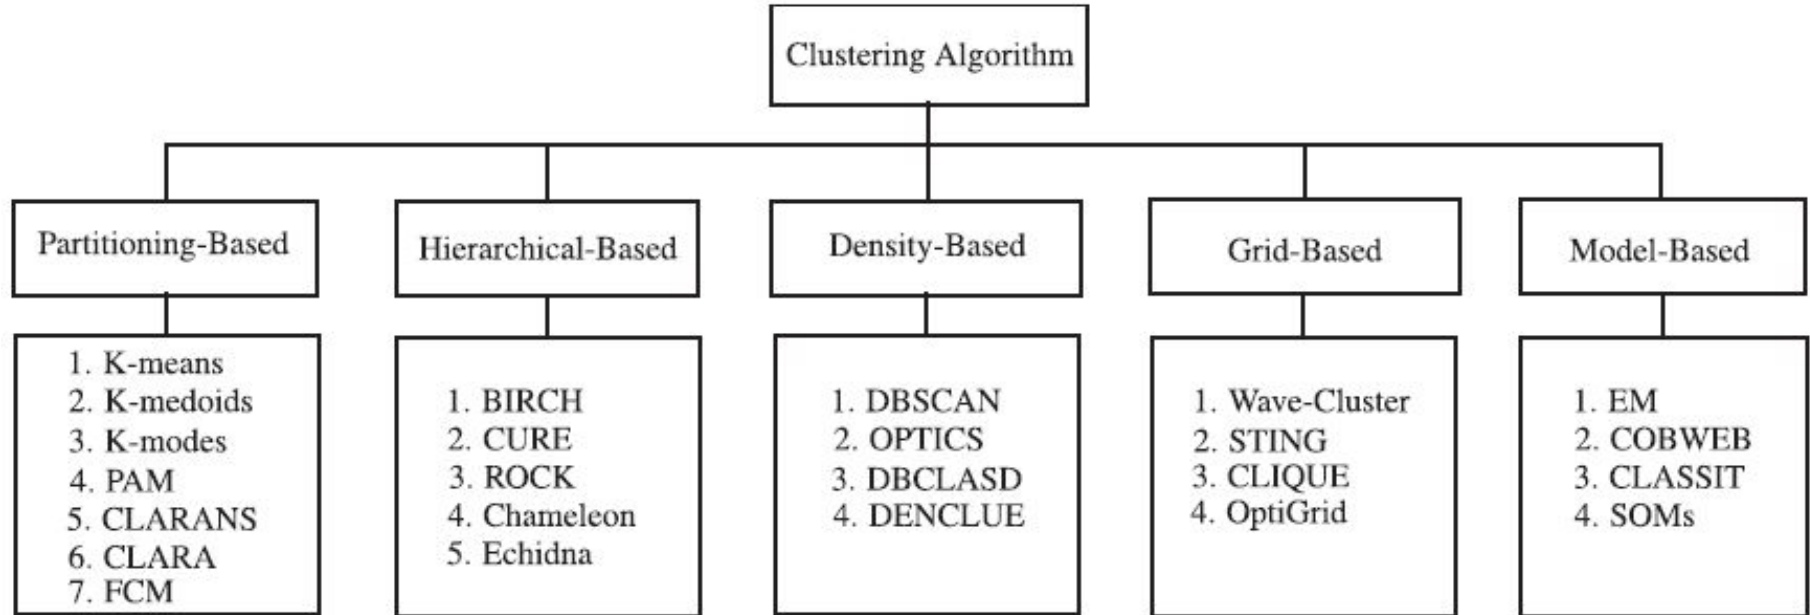 Clustering Algorithm
Partitioning-Based
Hierarchical-Based
Density-Based
Grid-Based
Model-Based
1. K-means
2. K-medoids
3. K-modes
4. PAM
5. CLARANS
6. CLARA
7. FCM
1. BIRCH
2. CURE
3. ROCK
4. Chameleon
5. Echidna
1. DBSCAN
2. OPTICS
3. DBCLASD
4. DENCLUE
1. Wave-Cluster
2. STING
3. CLIQUE
4. OptiGrid
1. EM
2. COBWEB
3. CLASSIT
4. SOMs